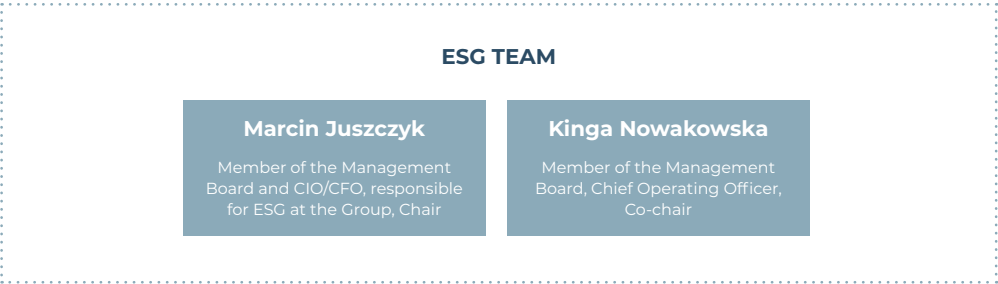 ESG TEAM
Marcin Juszczyk
Member of the Management
Board and CIO/CFO, responsible
for ESG at the Group, Chair
Kinga Nowakowska
Member of the Management
Board, Chief Operating Officer,
Co-chair